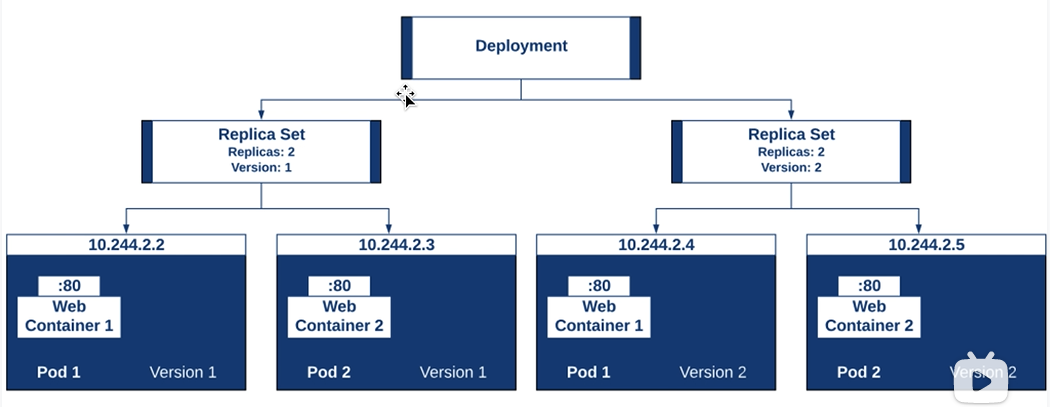 Deployment
Replica Set
Replicas: 2
Version: 1
Replica Set
Replicas: 2
Version: 2
10.244.2.2
:80
Web
Container 1
Pod 1 Version 1
10.244.2.3
:80
Web
Container 2
Pod 2 Version 1
10.244.2.4
:80
Web
Container 1
Pod 1 Version 2
10.244.2.5
:80
Web
Container 2
Pod 2 Version 2